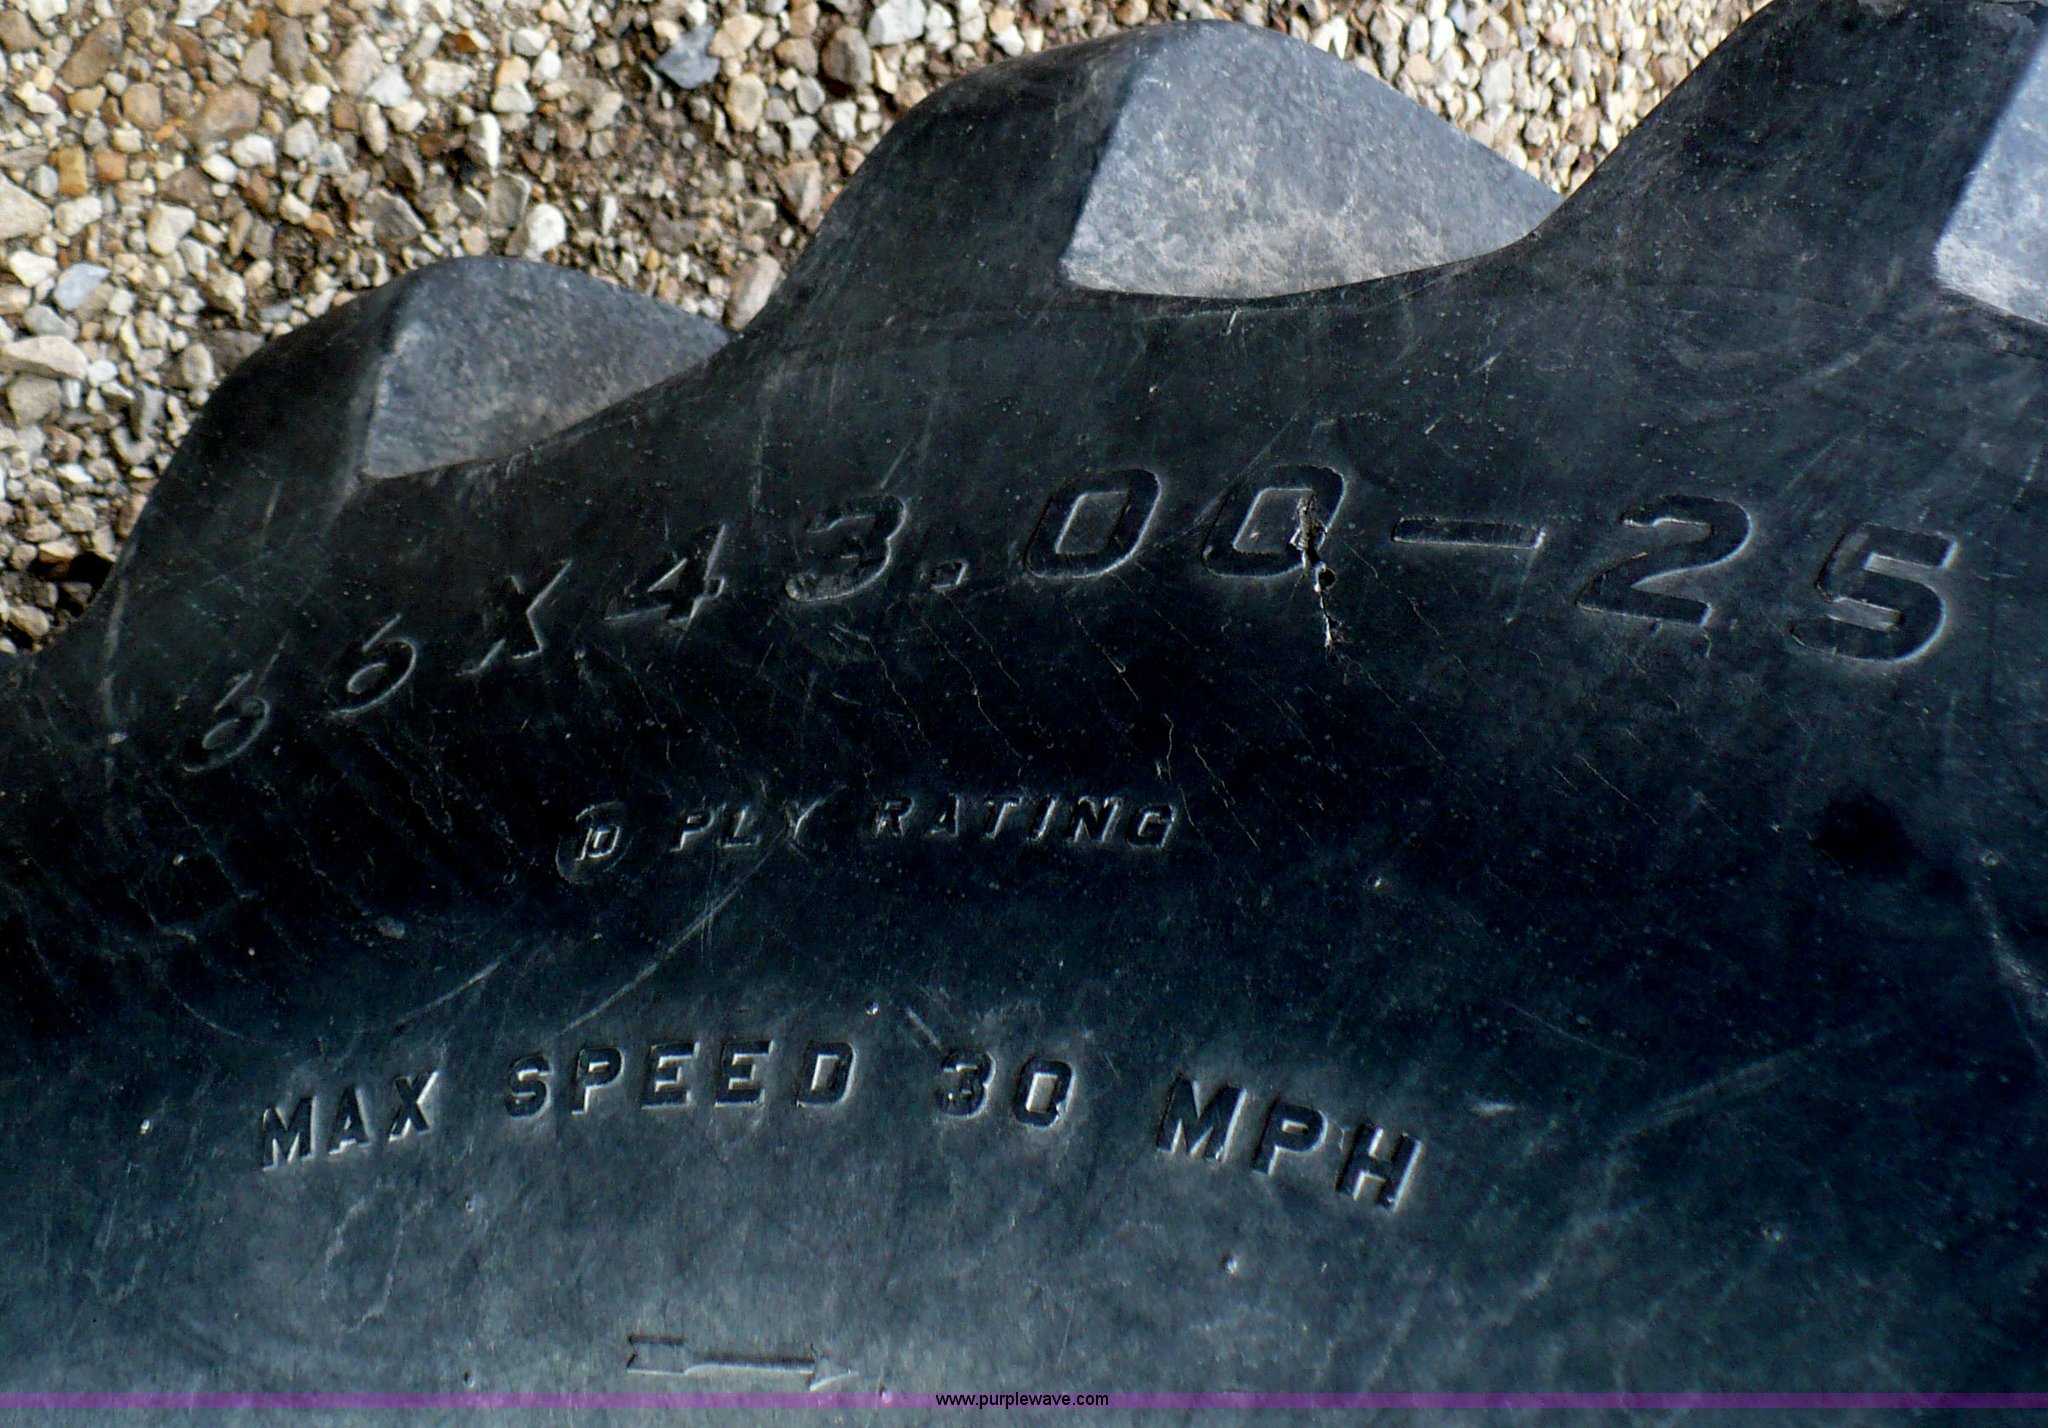 66X43.00-25
10 PLY RATING
MAX SPEED 30 MPH
www.purplewave.com